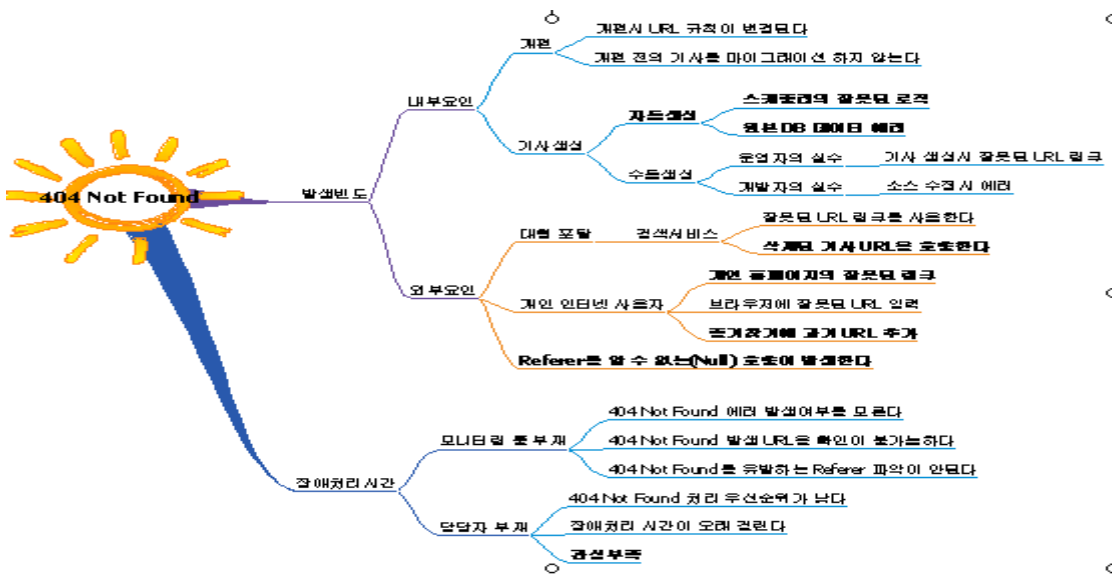 404 Not Found
발생빈도
내부요인
개편
개편시 URL 규칙이 변경된다
개편 전의 기사를 마이그레이션 하지 않는다
기사생성
자동생성
스케쥴러의 잘못된 로직
원본DB 데이터 에러
수동생성
운영자의 실수
기사 생성시 잘못된 URL 링크
개발자의 실수
소스 수정시 에러
외부요인
대형 포탈
검색서비스
잘못된 URL 링크를 사용한다
삭제된 기사 URL을 호출한다
개인 인터넷 사용자
개인 홈페이지의 잘못된 링크
브라우저에 잘못된 URL 입력
즐겨찾기에 과거 URL 추가
Referer를 알 수 없는(Null) 호출이 발생한다
장애처리시간
모니터링 툴 부재
404 Not Found 에러 발생여부를 모른다
404 Not Found 발생 URL을 확인이 불가능하다
404 Not Found를 유발하는 Referer 파악이 안된다
담당자 부재
404 Not Found 처리 우선순위가 낮다
장애처리 시간이 오래 걸린다
관심부족